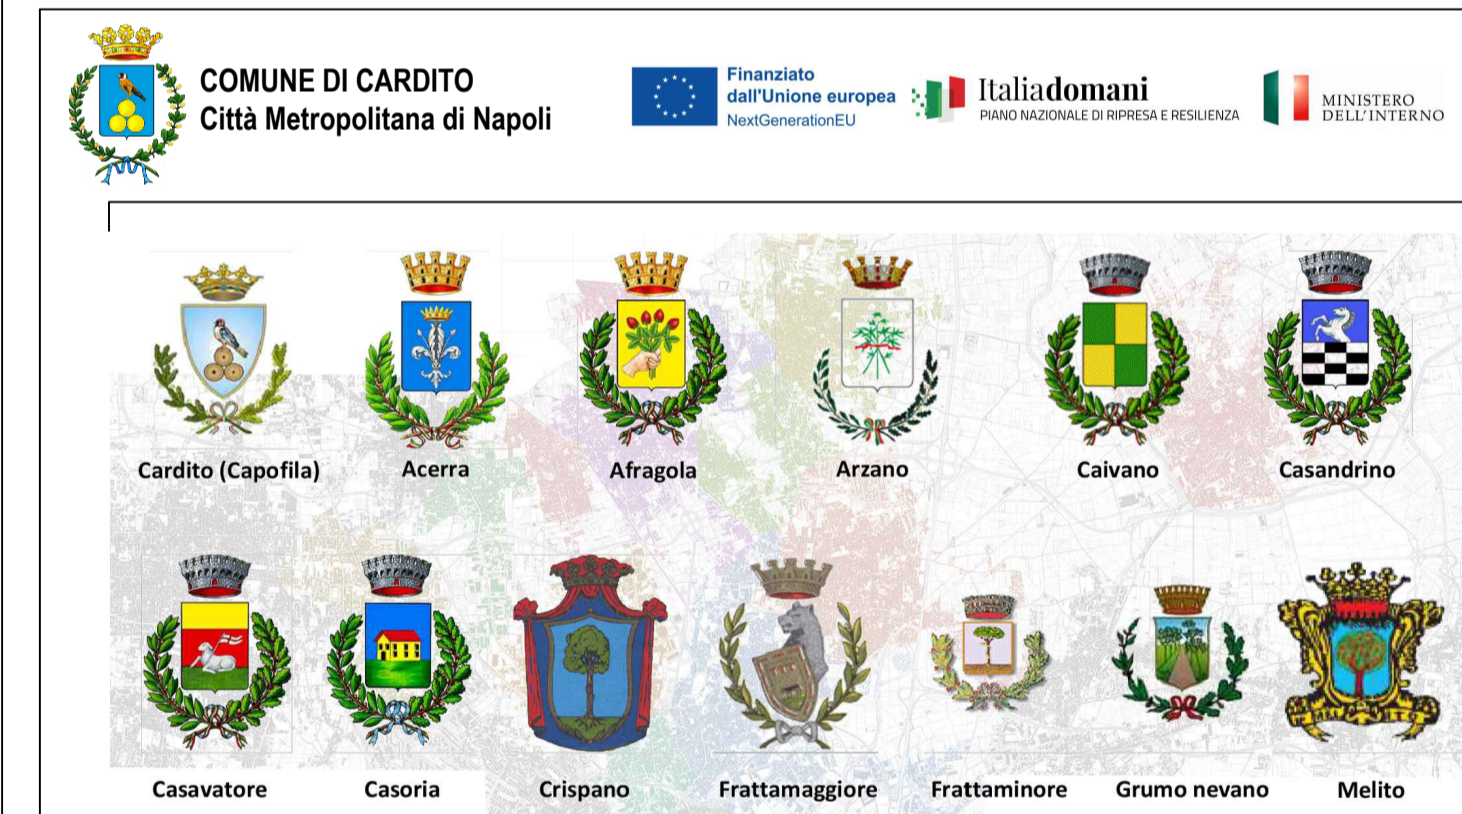 COMUNE DI CARDITO
Città Metropolitana di Napoli
Finanziato
dall'Unione europea
NextGenerationEU
Italiadomani
PIANO NAZIONALE DI RIPRESA E RESILIENZA
MINISTERO
DELL'INTERNO
Cardito (Capofila)
Acerra
Afragola
Arzano
Caivano
Casandrino
Casavatore
Casoria
Crispano
Frattamaggiore
Frattaminore
Grumo nevano
Melito